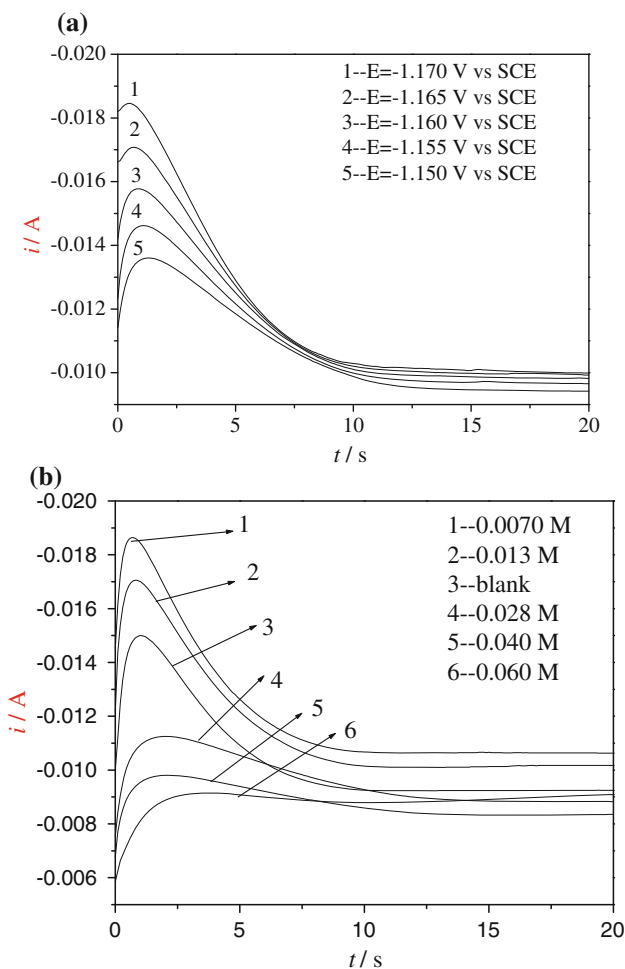 (a)
-0.020
-0.018
-0.016
-0.014
-0.012
-0.010
i / A
1
2
3
4
5
1--E=-1.170 V vs SCE
2--E=-1.165 V vs SCE
3--E=-1.160 V vs SCE
4--E=-1.155 V vs SCE
5--E=-1.150 V vs SCE
0 5 10 15 20
t / s
(b)
-0.020
-0.018
-0.016
-0.014
-0.012
-0.010
-0.008
-0.006
i / A
1
2
3
4
5
6
1--0.0070 M
2--0.013 M
3--blank
4--0.028 M
5--0.040 M
6--0.060 M
0 5 10 15 20
t / s